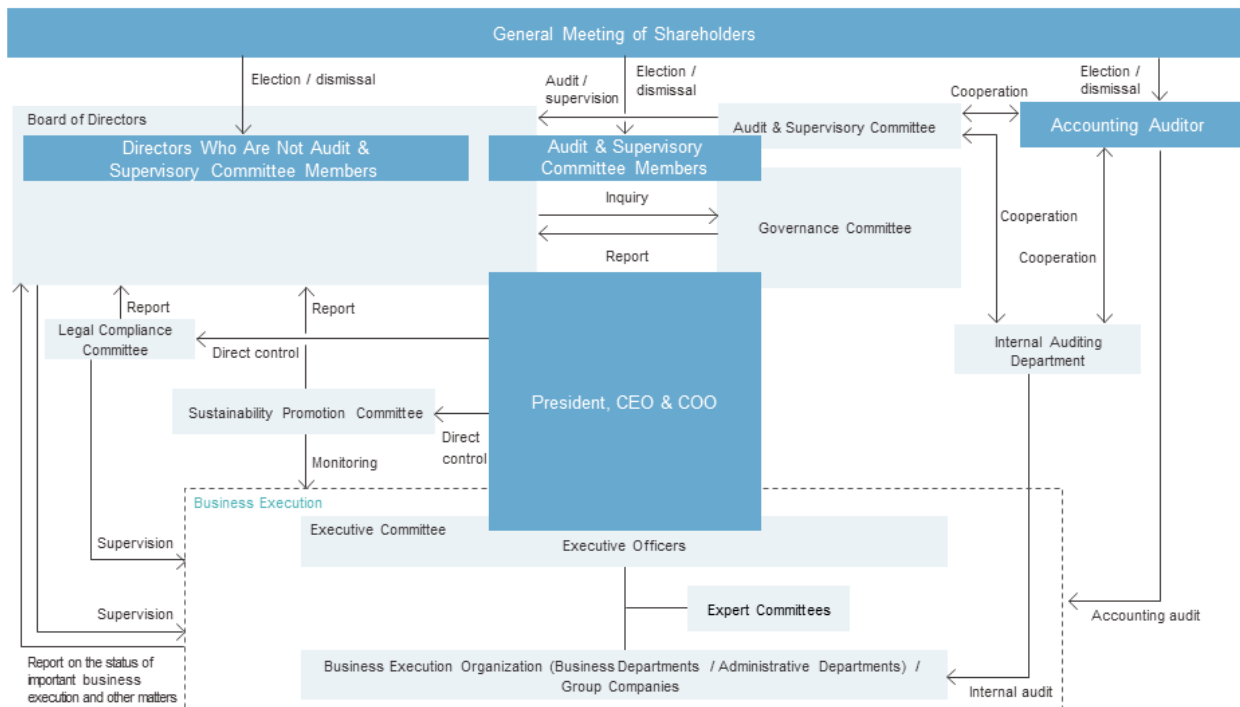 General Meeting of Shareholders
Election / dismissal
Audit /
supervision
Election /
dismissal
Cooperation
Election /
dismissal
Board of Directors
Directors Who Are Not Audit &
Supervisory Committee Members
Audit & Supervisory
Committee Members
Audit & Supervisory Committee
Accounting Auditor
Inquiry
Report
Governance Committee
Cooperation
Cooperation
Report
Report
Legal Compliance
Committee
Direct control
Internal Auditing
Department
President, CEO & COO
Sustainability Promotion Committee
Direct
control
Monitoring
Business Execution
Executive Committee
Executive Officers
Supervision
Expert Committees
Supervision
Accounting audit
Report on the status of
important business
execution and other matters
Business Execution Organization (Business Departments / Administrative Departments) /
Group Companies
Internal audit